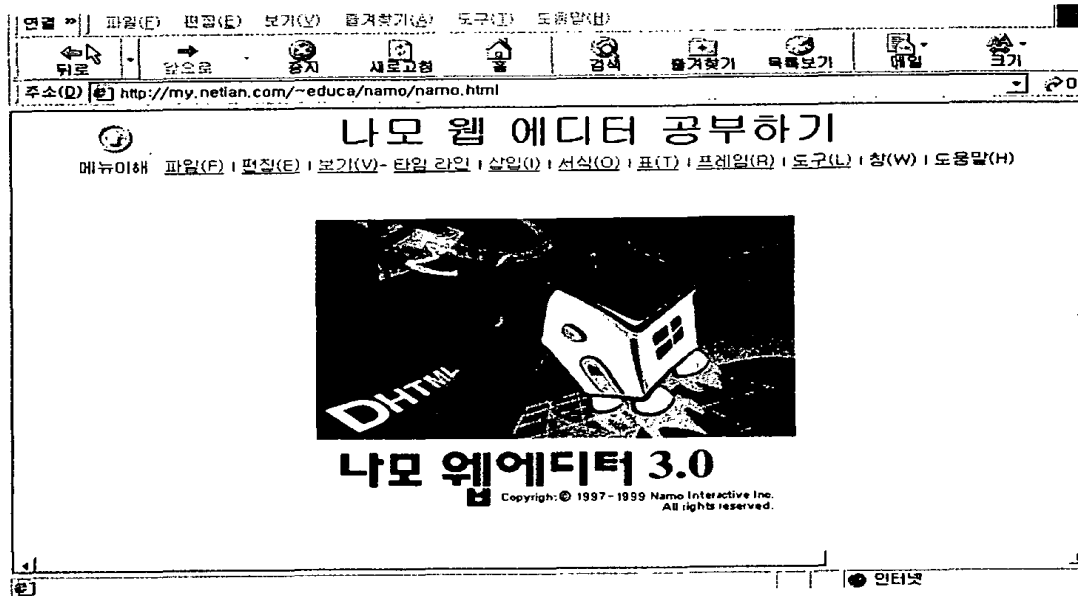 연결 » 파일(F) 편집(E) 보기(V) 즐겨찾기(A) 도구(T) 도움말(H)
뒤로 앞으로 중지 새로고침 홈 검색 즐겨찾기 목록보기 메일 크기
주소(D) http://my.netian.com/~educa/namo/namo.html
나모 웹 에디터 공부하기
메뉴이해 파일(F) | 편집(E) | 보기(V)- 타임 라인 | 삽입(I) | 서식(O) | 표(T) | 프레임(R) | 도구(L) | 창(W) | 도움말(H)
DHTML
나모 웹에디터 3.0
Copyright © 1997-1999 Namo Interactive Inc.
All rights reserved.
인터넷